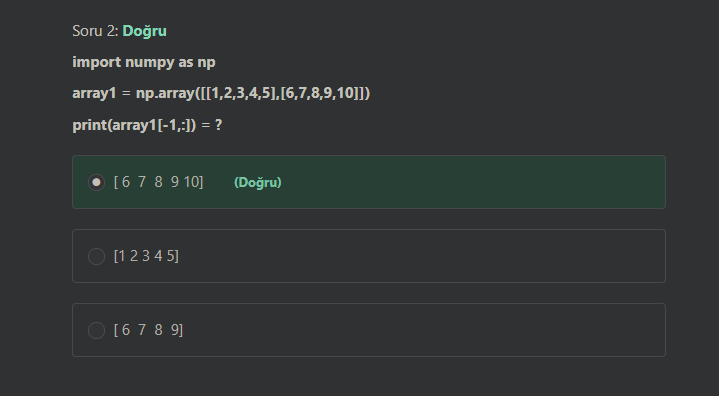 Soru 2: Doğru
import numpy as np
array1 = np.array([[1,2,3,4,5],[6,7,8,9,10]])
print(array1[-1,:]) = ?
[ 6  7  8  9 10] (Doğru)
[1 2 3 4 5]
[ 6  7  8  9]